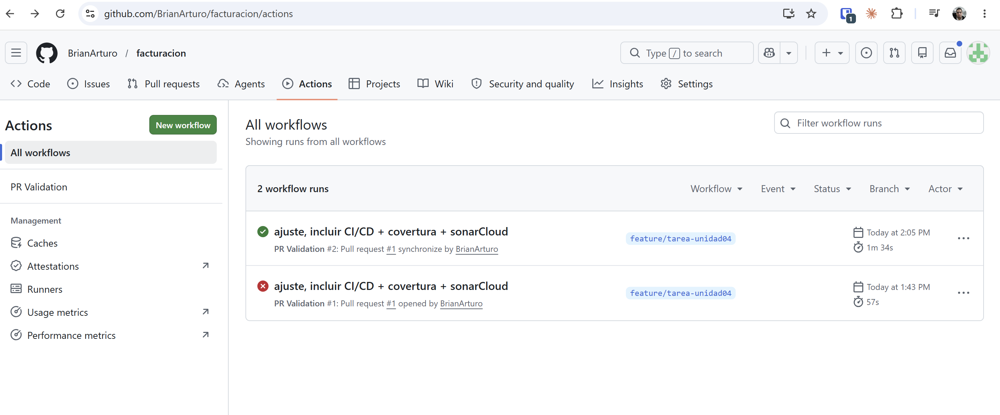 github.com/BrianArturo/facturacion/actions
1
BrianArturo / facturacion
Type / to search
Code
Issues
Pull requests
Agents
Actions
Projects
Wiki
Security and quality
Insights
Settings
Actions
New workflow
All workflows
PR Validation
Management
Caches
Attestations
Runners
Usage metrics
Performance metrics
All workflows
Showing runs from all workflows
Filter workflow runs
2 workflow runs
Workflow
Event
Status
Branch
Actor
ajuste, incluir CI/CD + covertura + sonarCloud
PR Validation #2: Pull request #1 synchronize by BrianArturo
feature/tarea-unidad04
Today at 2:05 PM
1m 34s
ajuste, incluir CI/CD + covertura + sonarCloud
PR Validation #1: Pull request #1 opened by BrianArturo
feature/tarea-unidad04
Today at 1:43 PM
57s